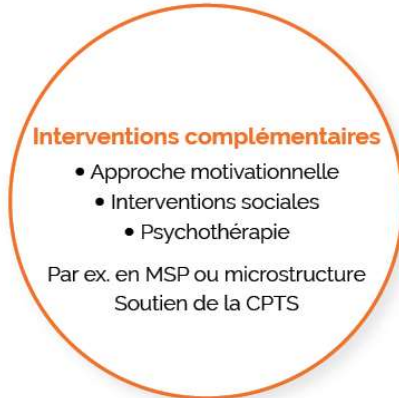 Interventions complémentaires
• Approche motivationnelle
• Interventions sociales
• Psychothérapie
Par ex. en MSP ou microstructure
Soutien de la CPTS